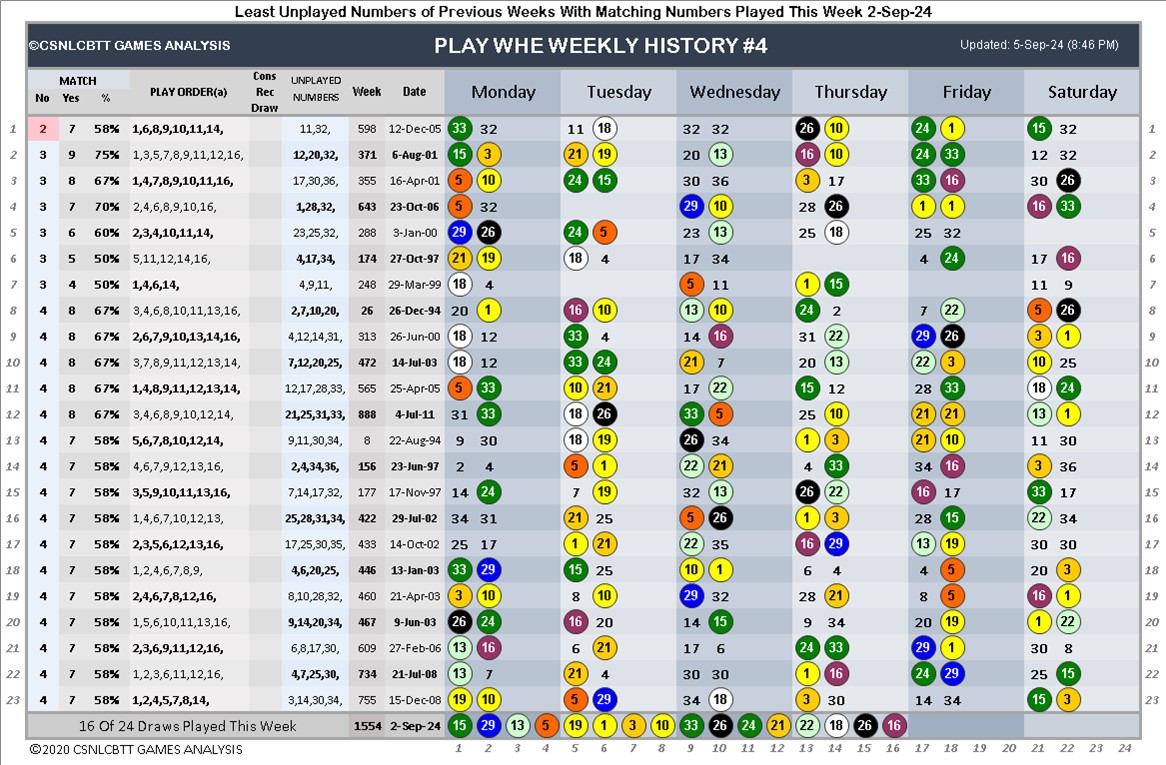 Least Unplayed Numbers of Previous Weeks With Matching Numbers Played This Week 2-Sep-24
©CSNLCBTT GAMES ANALYSIS PLAY WHE WEEKLY HISTORY #4 Updated: 5-Sep-24 (8:46 PM)
MATCH Cons UNPLAYED
No Yes % PLAY ORDER(a) Rec Draw NUMBERS Week Date Monday Tuesday Wednesday Thursday Friday Saturday
1 2 7 58% 1,6,8,9,10,11,14, 11,32, 598 12-Dec-05 33 32 11 18 32 32 26 10 24 1 15 32 1
2 3 9 75% 1,3,5,7,8,9,11,12,16, 12,20,32, 371 6-Aug-01 15 3 21 19 20 13 16 10 24 33 12 32 2
3 3 8 67% 1,4,7,8,9,10,11,16, 17,30,36, 355 16-Apr-01 5 10 24 15 30 36 3 17 33 16 30 26 3
4 3 7 70% 2,4,6,8,9,10,16, 1,28,32, 643 23-Oct-06 5 32 29 10 28 26 1 1 16 33 4
5 3 6 60% 2,3,4,10,11,14, 23,25,32, 288 3-Jan-00 29 26 24 5 23 13 25 18 25 32 5
6 3 5 50% 5,11,12,14,16, 4,17,34, 174 27-Oct-97 21 19 18 4 17 34 4 24 17 16 6
7 3 4 50% 1,4,6,14, 4,9,11, 248 29-Mar-99 18 4 5 11 1 15 11 9 7
8 4 8 67% 3,4,6,8,10,11,13,16, 2,7,10,20, 26 26-Dec-94 20 1 16 10 13 10 24 2 7 22 5 26 8
9 4 8 67% 2,6,7,9,10,13,14,16, 4,12,14,31, 313 26-Jun-00 18 12 33 4 14 16 31 22 29 26 3 1 9
10 4 8 67% 3,7,8,9,11,12,13,14, 7,12,20,25, 472 14-Jul-03 18 12 33 24 21 7 20 13 22 3 10 25 10
11 4 8 67% 1,4,8,9,11,12,13,14, 12,17,28,33, 565 25-Apr-05 5 33 10 21 17 22 15 12 28 33 18 24 11
12 4 8 67% 3,4,6,8,9,10,12,14, 21,25,31,33, 888 4-Jul-11 31 33 18 26 33 5 25 10 21 21 13 1 12
13 4 7 58% 5,6,7,8,10,12,14, 9,11,30,34, 8 22-Aug-94 9 30 18 19 26 34 1 3 21 10 11 30 13
14 4 7 58% 4,6,7,9,12,13,16, 2,4,34,36, 156 23-Jun-97 2 4 5 1 22 21 4 33 34 16 3 36 14
15 4 7 58% 3,5,9,10,11,13,16, 7,14,17,32, 177 17-Nov-97 14 24 7 19 32 13 26 22 16 17 33 17 15
16 4 7 58% 1,4,6,7,10,12,13, 25,28,31,34, 422 29-Jul-02 34 31 21 25 5 26 1 3 28 15 22 34 16
17 4 7 58% 2,3,5,6,12,13,16, 17,25,30,35, 433 14-Oct-02 25 17 1 21 22 35 16 29 13 19 30 30 17
18 4 7 58% 1,2,4,6,7,8,9, 4,6,20,25, 446 13-Jan-03 33 29 15 25 10 1 6 4 4 5 20 3 18
19 4 7 58% 2,4,6,7,8,12,16, 8,10,28,32, 460 21-Apr-03 3 10 8 10 29 32 28 21 8 5 16 1 19
20 4 7 58% 1,5,6,10,11,13,16, 9,14,20,34, 467 9-Jun-03 26 24 16 20 14 15 9 34 20 19 1 22 20
21 4 7 58% 2,3,6,9,11,12,16, 6,8,17,30, 609 27-Feb-06 13 16 6 21 17 6 24 33 29 1 30 8 21
22 4 7 58% 1,2,3,6,11,12,16, 4,7,25,30, 734 21-Jul-08 13 7 21 4 30 30 1 16 24 29 25 15 22
23 4 7 58% 1,2,4,5,7,8,14, 3,14,30,34, 755 15-Dec-08 19 10 5 29 34 18 3 30 14 34 15 3 23
16 Of 24 Draws Played This Week 1554 2-Sep-24 15 29 13 5 19 1 3 10 33 26 24 21 22 18 26 16
©2020 CSNLCBTT GAMES ANALYSIS 1 2 3 4 5 6 7 8 9 10 11 12 13 14 15 16 17 18 19 20 21 22 23 24